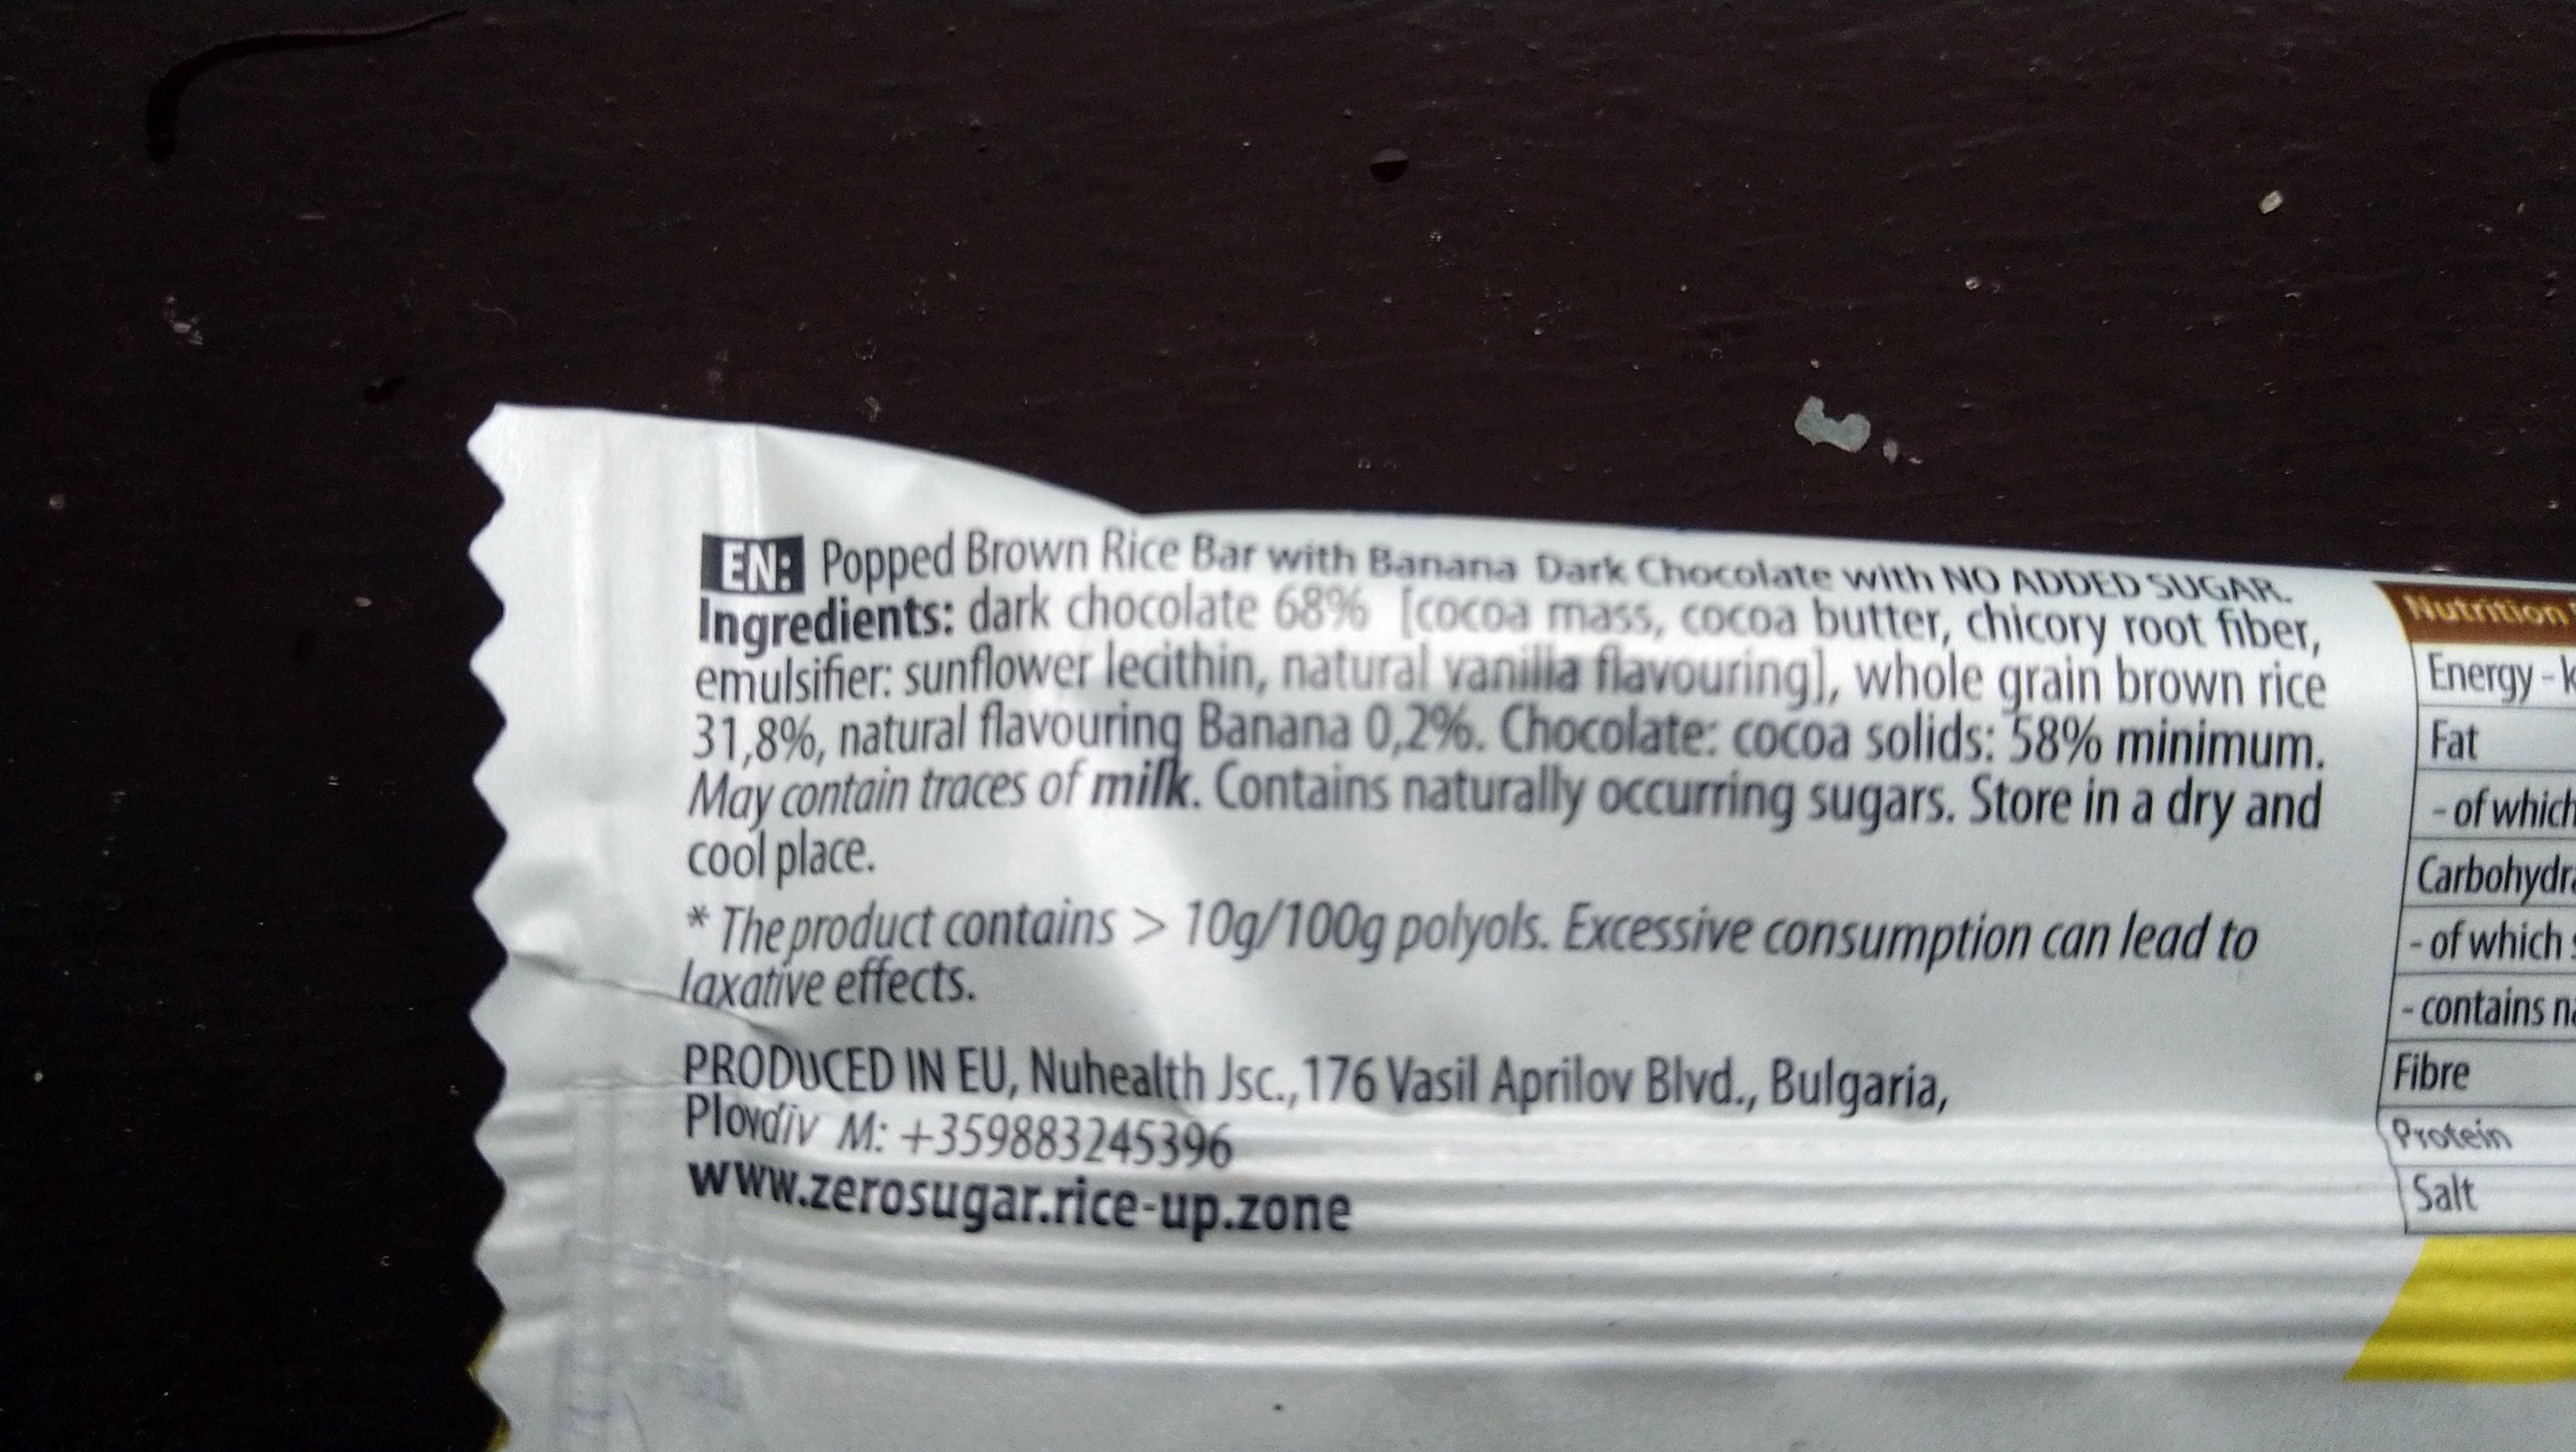 EN: Popped Brown Rice Bar with Banana Dark Chocolate with NO ADDED SUGAR.
Ingredients: dark chocolate 68% [cocoa mass, cocoa butter, chicory root fiber,
emulsifier: sunflower lecithin, natural vanilla flavouring], whole grain brown rice
31,8%, natural flavouring Banana 0,2%. Chocolate: cocoa solids: 58% minimum.
May contain traces of milk. Contains naturally occurring sugars. Store in a dry and
cool place.
* The product contains > 10g/100g polyols. Excessive consumption can lead to
laxative effects.
PRODUCED IN EU, Nuhealth Jsc., 176 Vasil Aprilov Blvd., Bulgaria,
Plovdiv M: +359883245396
www.zerosugar.rice-up.zone
Nutrition
Energy -
Fat
- of which
Carbohydr
- of which
- contains
Fibre
Protein
Salt